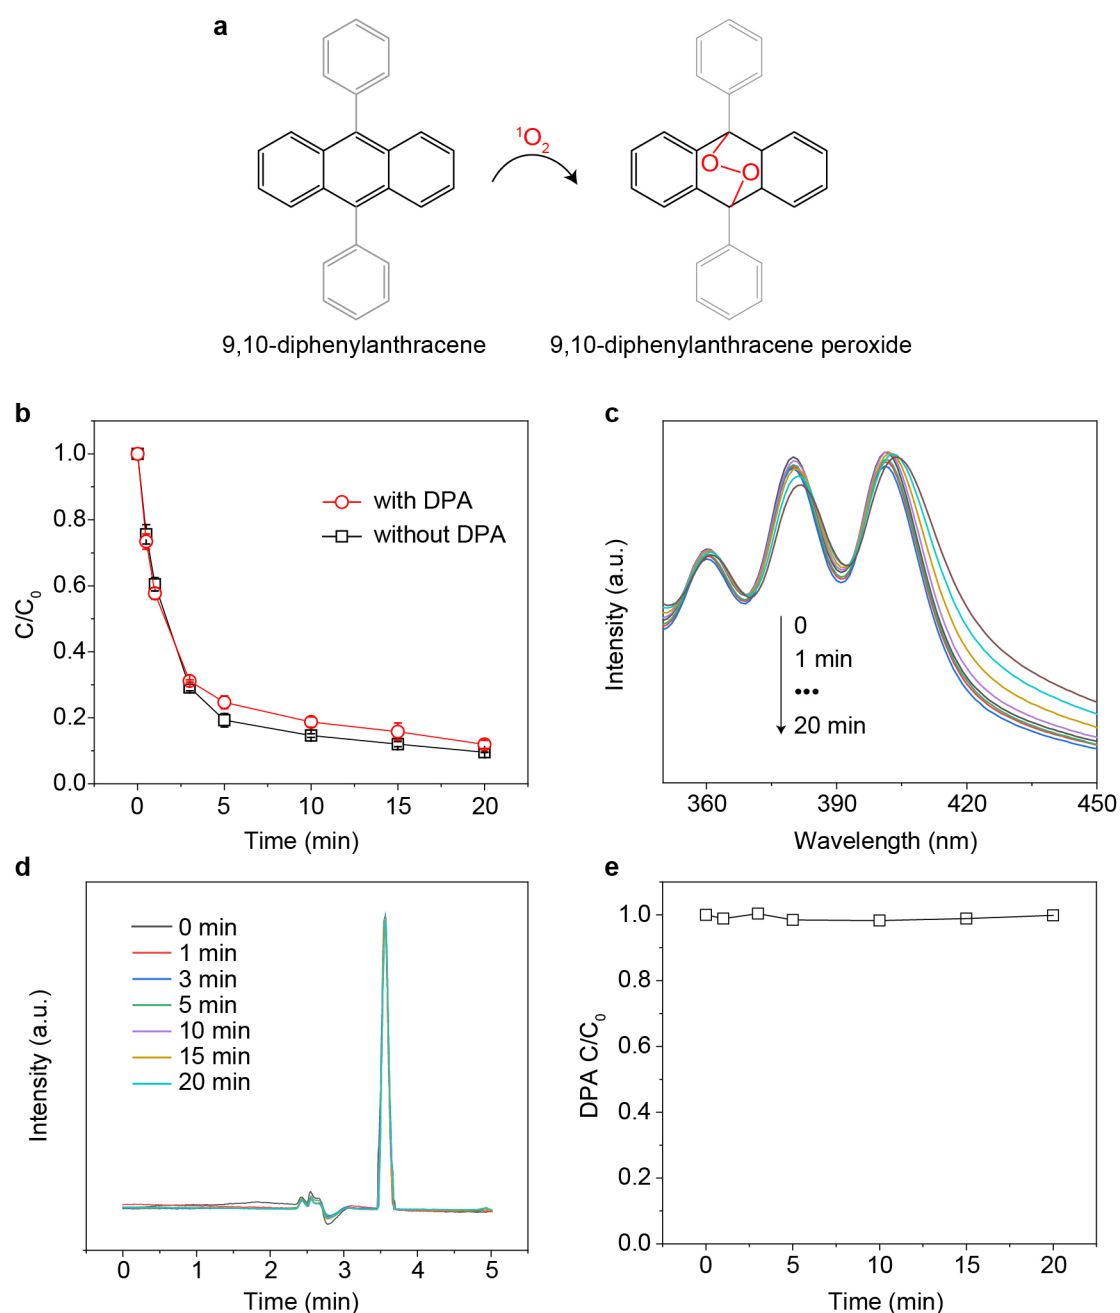 a
¹O₂
O
O
9,10-diphenylanthracene
9,10-diphenylanthracene peroxide
b
C/C₀
1.0
0.8
0.6
0.4
0.2
0.0
with DPA
without DPA
0 5 10 15 20
Time (min)
c
Intensity (a.u.)
0
1 min
•••
20 min
360 390 420 450
Wavelength (nm)
d
Intensity (a.u.)
0 min
1 min
3 min
5 min
10 min
15 min
20 min
0 1 2 3 4 5
Time (min)
e
DPA C/C₀
1.0
0.8
0.6
0.4
0.2
0.0
0 5 10 15 20
Time (min)